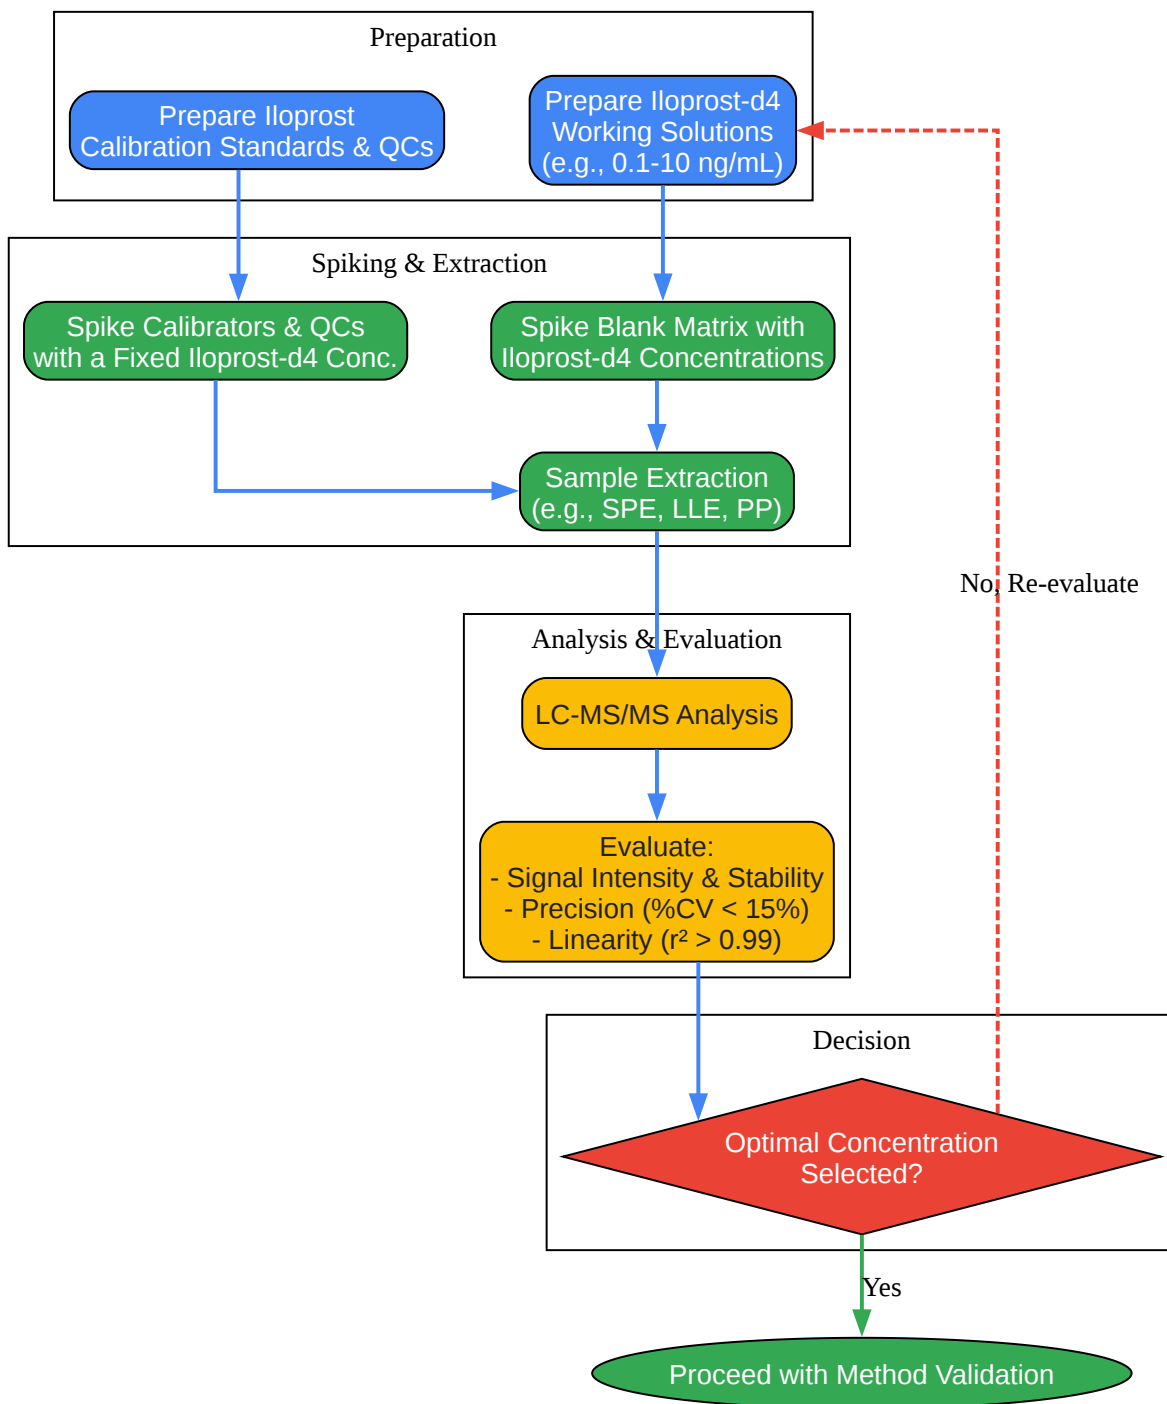 Preparation
Prepare Iloprost
Calibration Standards & QCs
Prepare Iloprost-d4
Working Solutions
(e.g., 0.1-10 ng/mL)
Spiking & Extraction
Spike Calibrators & QCs
with a Fixed Iloprost-d4 Conc.
Spike Blank Matrix with
Iloprost-d4 Concentrations
Sample Extraction
(e.g., SPE, LLE, PP)
No, Re-evaluate
Analysis & Evaluation
LC-MS/MS Analysis
Evaluate:
- Signal Intensity & Stability
- Precision (%CV < 15%)
- Linearity (r² > 0.99)
Decision
Optimal Concentration
Selected?
Yes
Proceed with Method Validation